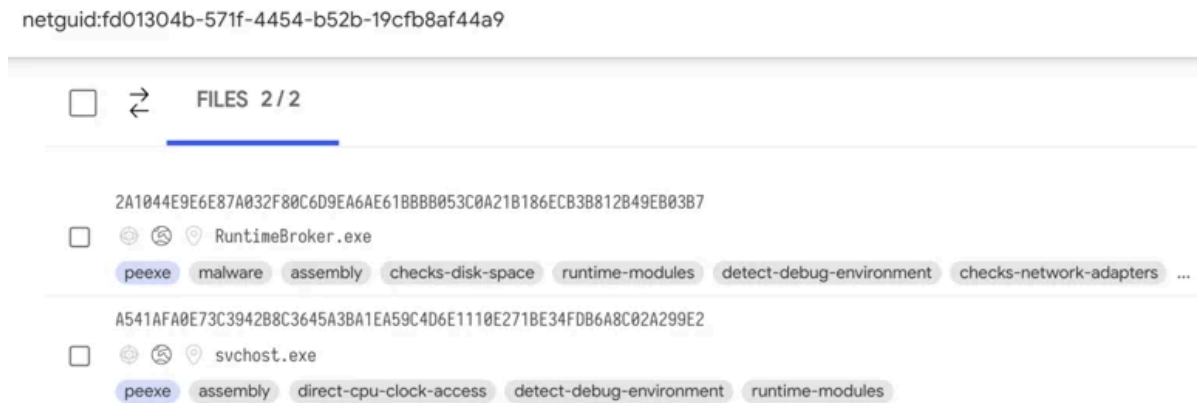 netguid:fd01304b-571f-4454-b52b-19cfb8af44a9
FILES 2/2
2A1044E9E6E87A032F80C6D9EA6AE61BBBB053C0A21B186ECB3B812B49EB03B7
RuntimeBroker.exe
peexe malware assembly checks-disk-space runtime-modules detect-debug-environment checks-network-adapters ...
A541AFA0E73C3942B8C3645A3BA1EA59C4D6E1110E271BE34FDB6A8C02A299E2
svchost.exe
peexe assembly direct-cpu-clock-access detect-debug-environment runtime-modules